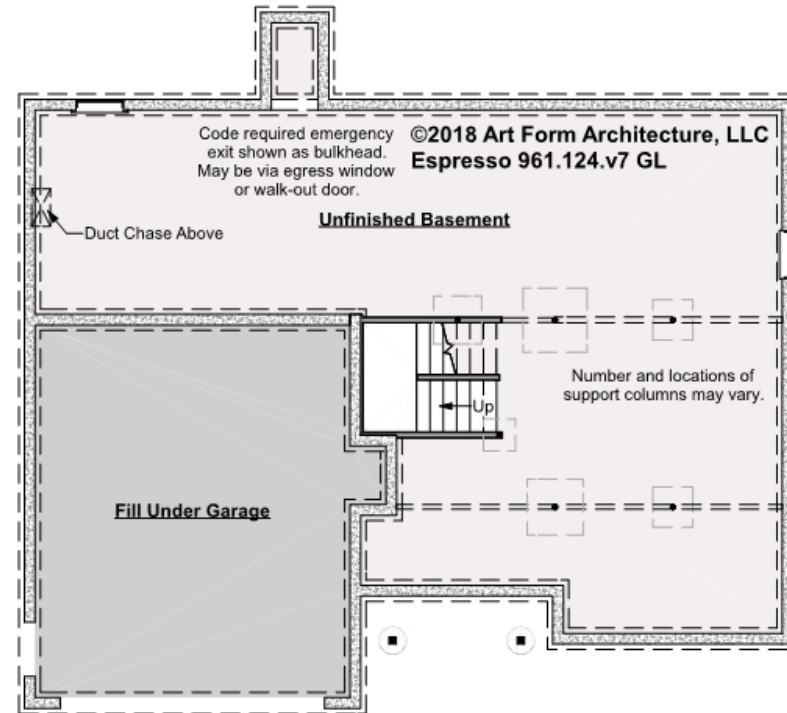 Code required emergency
exit shown as bulkhead.
May be via egress window
or walk-out door.
©2018 Art Form Architecture, LLC
Espresso 961.124.v7 GL
Unfinished Basement
Duct Chase Above
Number and locations of
support columns may vary.
Up
Fill Under Garage